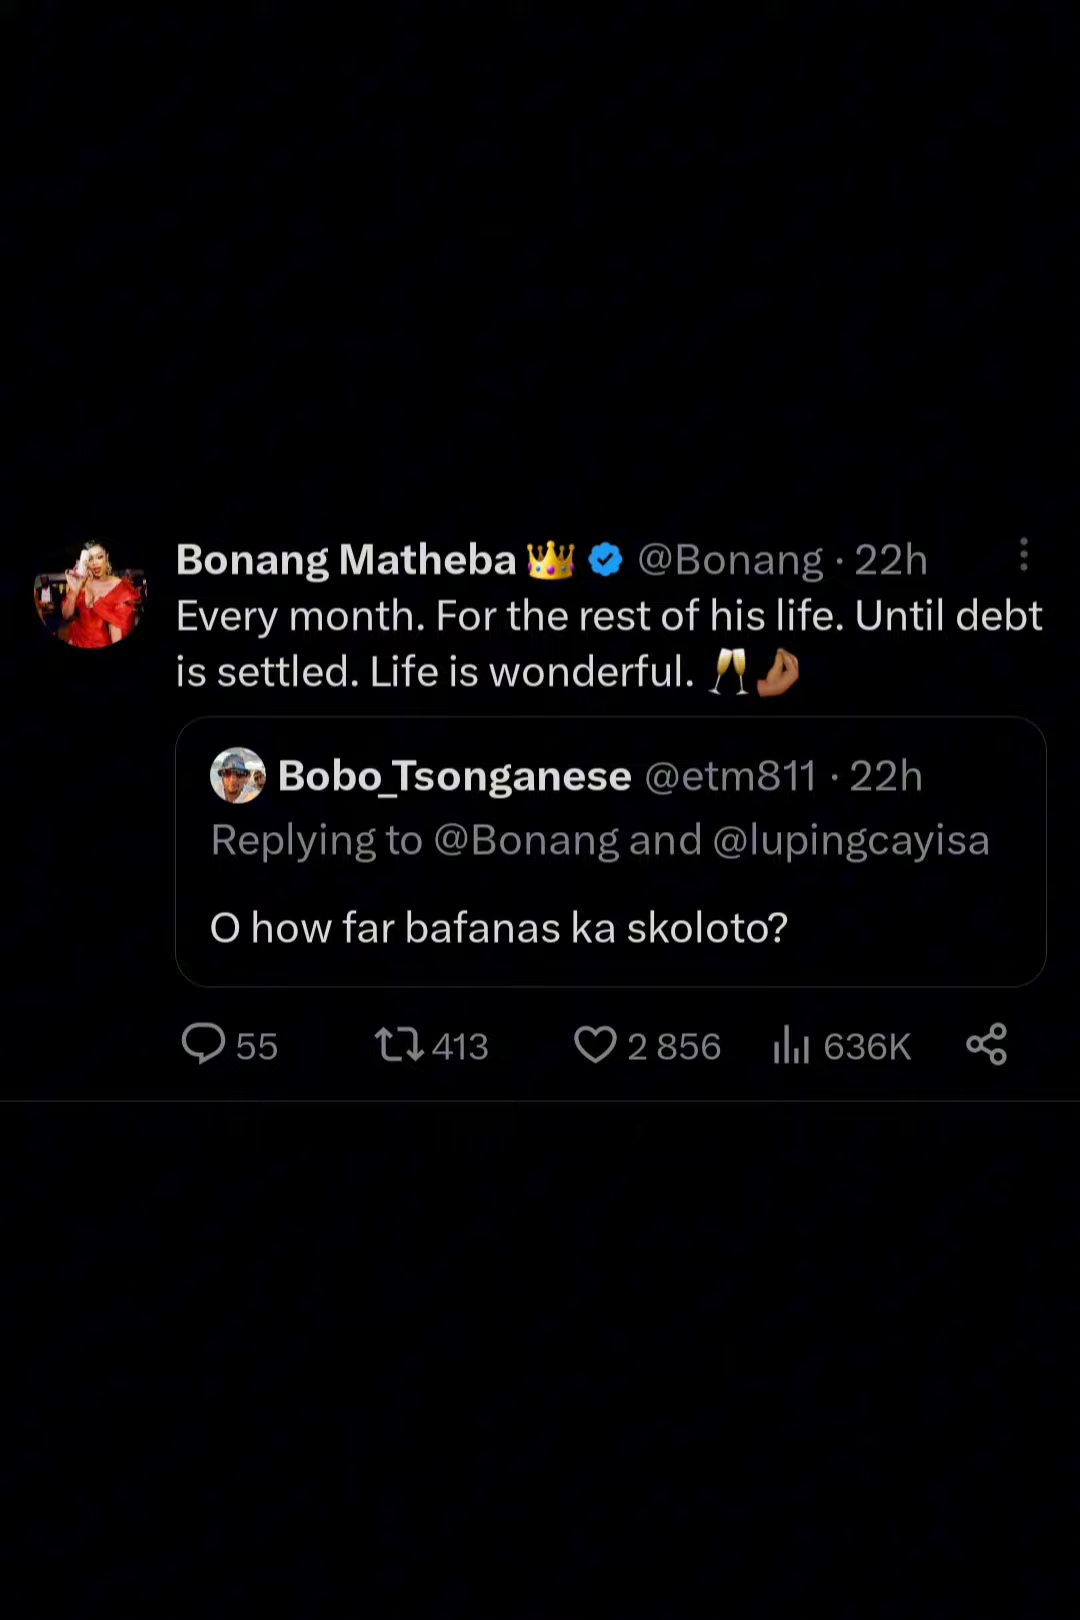 Bonang Matheba 👑 @Bonang · 22h
Every month. For the rest of his life. Until debt
is settled. Life is wonderful. 🥂🤌🏽
Bobo_Tsonganese @etm811 · 22h
Replying to @Bonang and @lupingcayisa
O how far bafanas ka skoloto?
55 413 2 856 636K